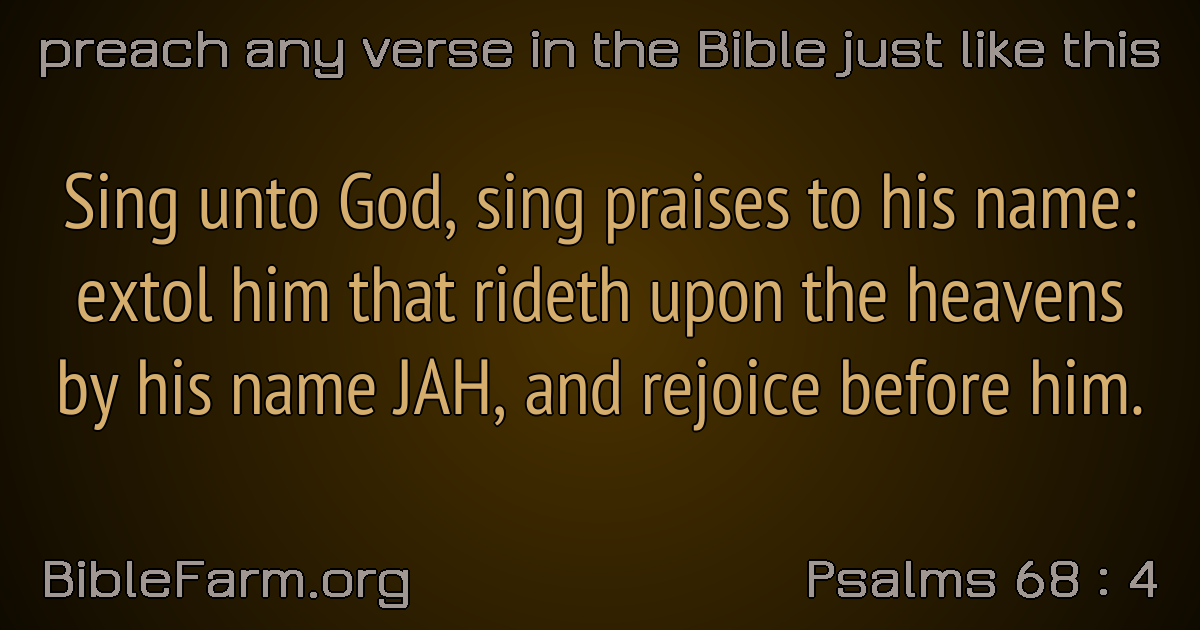 preach any verse in the Bible just like this
Sing unto God, sing praises to his name:
extol him that rideth upon the heavens
by his name JAH, and rejoice before him.
BibleFarm.org
Psalms 68 : 4